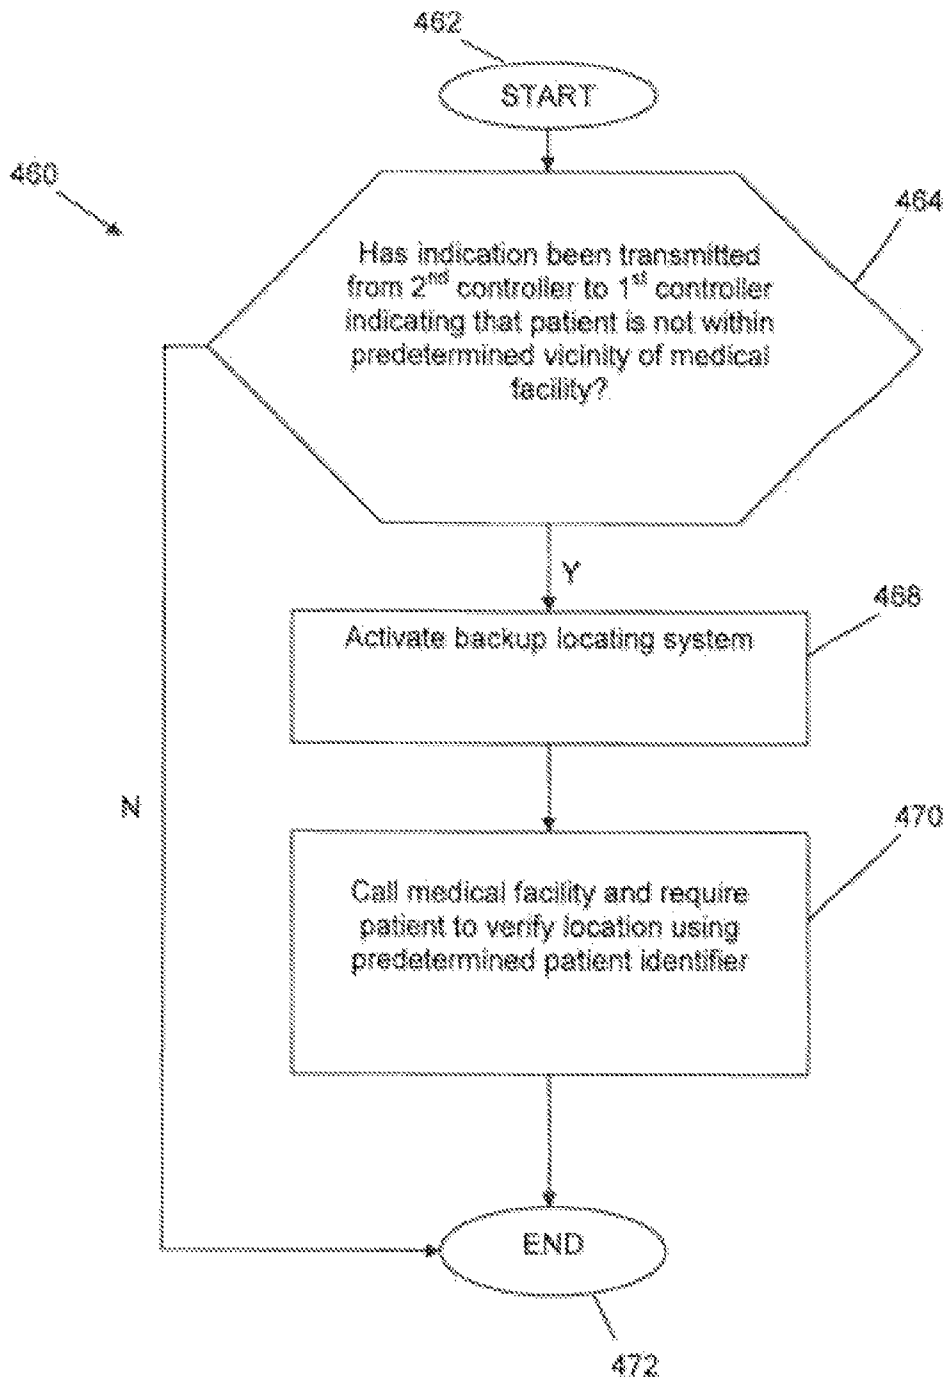 462
START
460
464
Has indication been transmitted
from 2nd controller to 1st controller
indicating that patient is not within
predetermined vicinity of medical
facility?
Y
468
Activate backup locating system
N
470
Call medical facility and require
patient to verify location using
predetermined patient identifier
END
472